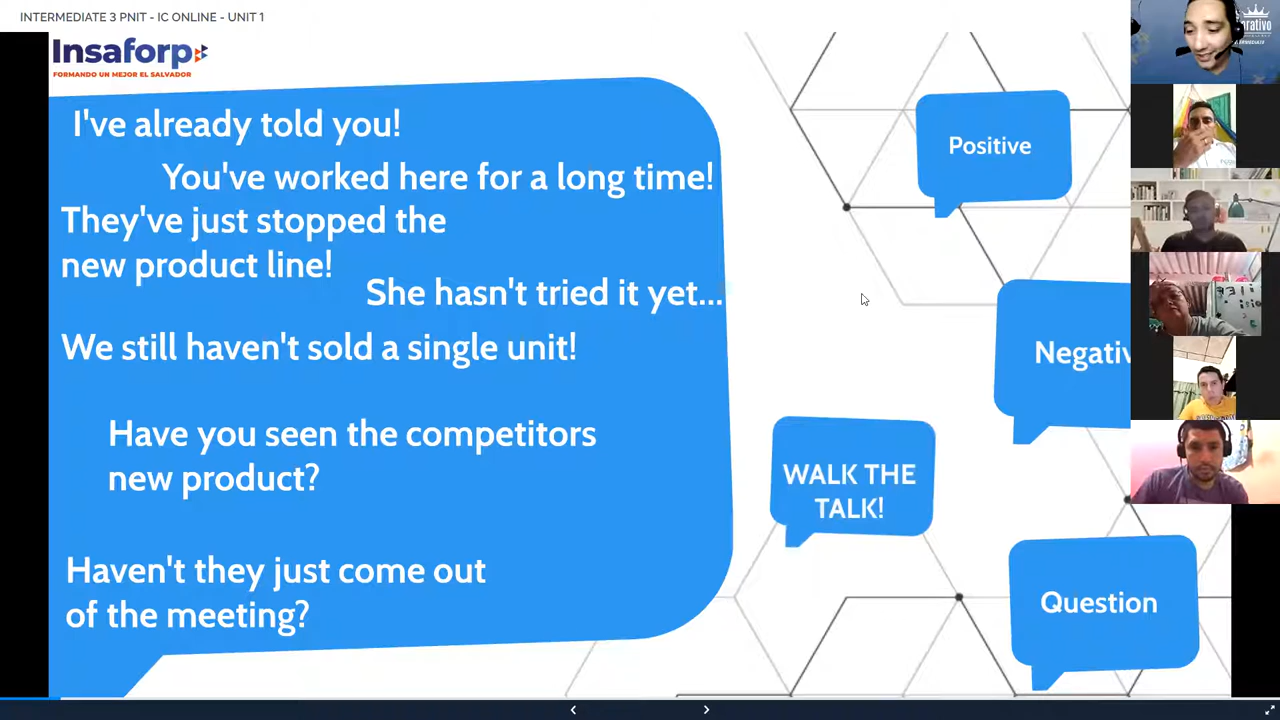 INTERMEDIATE 3 PNIT - IC ONLINE - UNIT 1
Insaforp
FORMANDO UN MEJOR EL SALVADOR
I've already told you!
You've worked here for a long time!
They've just stopped the
new product line!
She hasn't tried it yet...
We still haven't sold a single unit!
Have you seen the competitors
new product?
Haven't they just come out
of the meeting?
Positive
Negativ
WALK THE
TALK!
Question